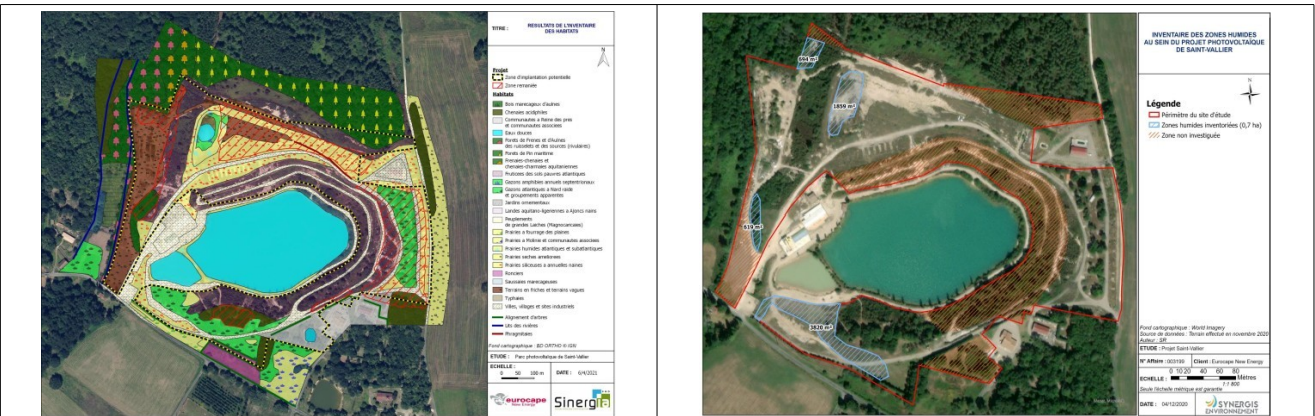 TITRE : RESULTATS DE L'INVENTAIRE
DES HABITATS
N
Projet
Zone d'implantation potentielle
Zone remaniée
Habitats
Bois marécageux d'aulnes
Chenaies acidiphiles
Communautés à Reine des prés
et communautés associées
Eaux douces
Forêts de Frênes et d'Aulnes
des ruisselets et des sources (rivulaires)
Forêts de Pin maritime
Frenaies-chenaies et
chenaies-charmaies aquitaniennes
Fruticées des sols pauvres atlantiques
Gazons amphibies annuels septentrionaux
Gazons atlantiques à Nard raide
et groupements apparentés
Jardins ornementaux
Landes aquitano-ligériennes à Ajoncs nains
Peuplements
de grandes Laiches (Magnocariçaies)
Prairies à fourrage des plaines
Prairies à Molinie et communautés associées
Prairies humides atlantiques et subatlantiques
Prairies sèches améliorées
Prairies siliceuses à annuelles naines
Ronciers
Saussaies marécageuses
Terrains en friches et terrains vagues
Typhaies
Villes, villages et sites industriels
Alignement d'arbres
Lits des rivières
Phragmitaies
Fond cartographique : BD ORTHO ® IGN
ETUDE : Parc photovoltaïque de Saint-Vallier
ECHELLE :
0 50 100 m
DATE : 6/4/2021
eurocape
New Energy
Sinergia
INVENTAIRE DES ZONES HUMIDES
AU SEIN DU PROJET PHOTOVOLTAÏQUE
DE SAINT-VALLIER
N
Légende
Périmètre du site d'étude
Zones humides inventoriées (0,7 ha)
Zone non investiguée
694 m²
1859 m²
619 m²
3820 m²
Fond cartographique : World Imagery
Source de données : Terrain effectué en novembre 2020
Auteur : SR
ETUDE : Projet Saint-Vallier
N° Affaire : 003199 Client : Eurocape New Energy
ECHELLE : 0 10 20 40 60 80 Mètres
1:1 800
Seule l'échelle métrique est garantie
DATE : 04/12/2020
SYNERGIS
ENVIRONNEMENT